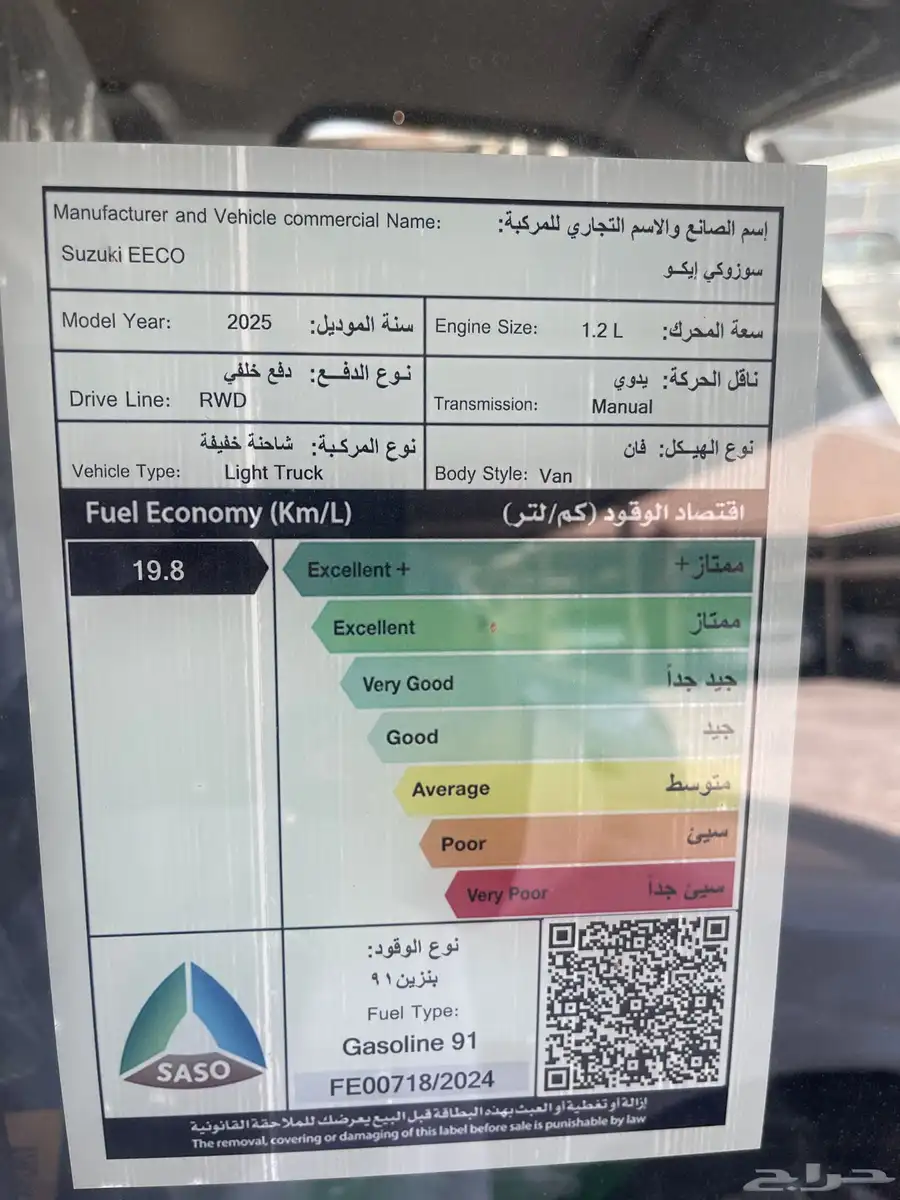 Manufacturer and Vehicle commercial Name:
إسم الصانع والاسم التجاري للمركبة:
Suzuki EECO
سوزوكي إيكـو
Model Year: 2025 سنة الموديل:
Engine Size: 1.2 L سعة المحرك:
نـوع الدفـــع: دفع خلفي
Drive Line: RWD
ناقل الحركة: يدوي
Transmission: Manual
نوع المركبـة: شاحنة خفيفة
Vehicle Type: Light Truck
نوع الهيكـل: فان
Body Style: Van
Fuel Economy (Km/L) اقتصاد الوقود (كم/لتر)
19.8
Excellent + ممتاز+
Excellent ممتاز
Very Good جيد جداً
Good جيد
Average متوسط
Poor سيئ
Very Poor سيئ جداً
نوع الوقود:
بنزين ٩١
Fuel Type:
Gasoline 91
FE00718/2024
SASO
إزالة أو تغطية أو العبث بهذه البطاقة قبل البيع يعرضك للملاحقة القانونية
The removal, covering or damaging of this label before sale is punishable by law
حراج